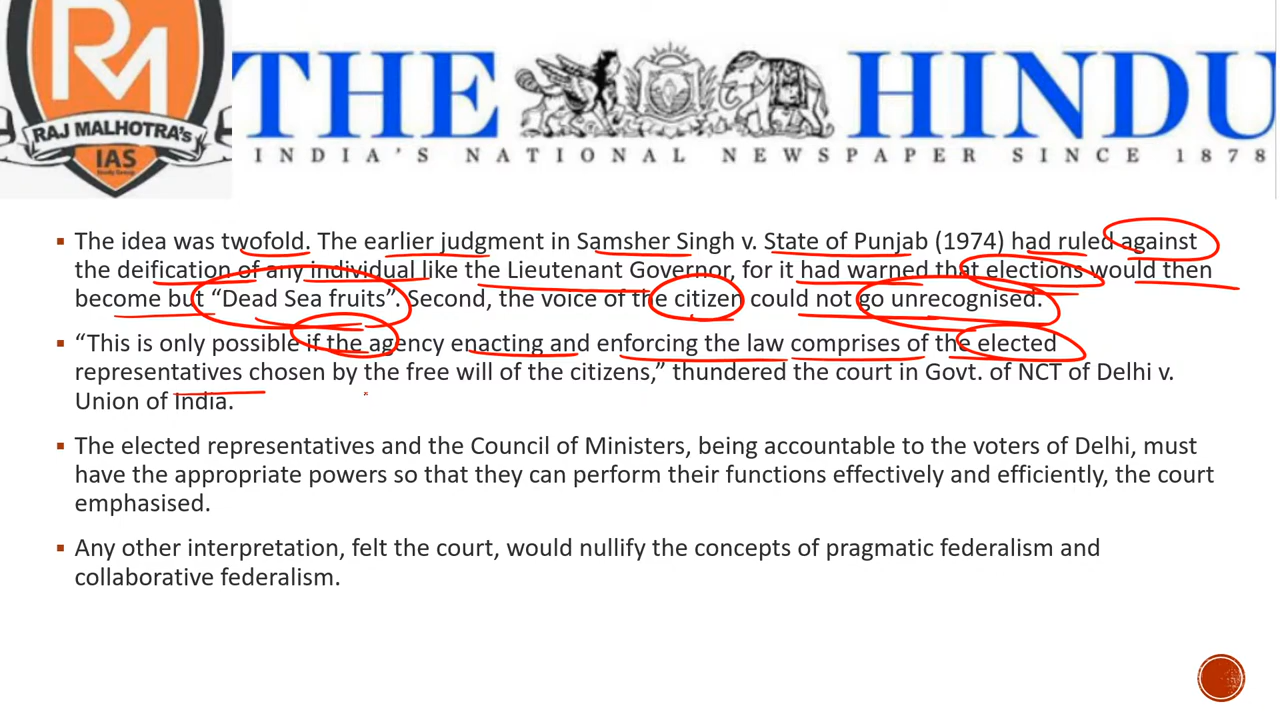 RM
RAJ MALHOTRA's
IAS
Study Group
THE HINDU
INDIA'S NATIONAL NEWSPAPER SINCE 1878
▪ The idea was twofold. The earlier judgment in Samsher Singh v. State of Punjab (1974) had ruled against
the deification of any individual like the Lieutenant Governor, for it had warned that elections would then
become but “Dead Sea fruits”. Second, the voice of the citizen could not go unrecognised.
▪ “This is only possible if the agency enacting and enforcing the law comprises of the elected
representatives chosen by the free will of the citizens,” thundered the court in Govt. of NCT of Delhi v.
Union of India.
▪ The elected representatives and the Council of Ministers, being accountable to the voters of Delhi, must
have the appropriate powers so that they can perform their functions effectively and efficiently, the court
emphasised.
▪ Any other interpretation, felt the court, would nullify the concepts of pragmatic federalism and
collaborative federalism.